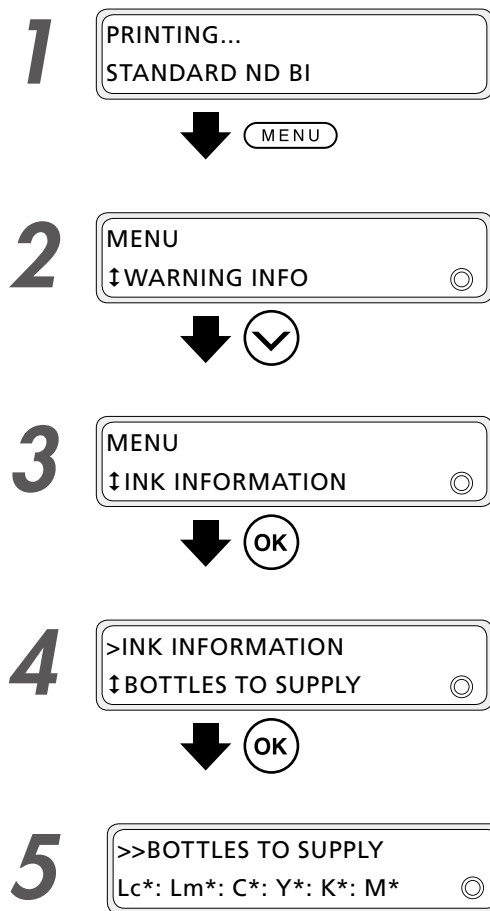 1
PRINTING...
STANDARD ND BI
MENU
2
MENU
↕WARNING INFO
3
MENU
↕INK INFORMATION
OK
4
>INK INFORMATION
↕BOTTLES TO SUPPLY
OK
5
>>BOTTLES TO SUPPLY
Lc*: Lm*: C*: Y*: K*: M*